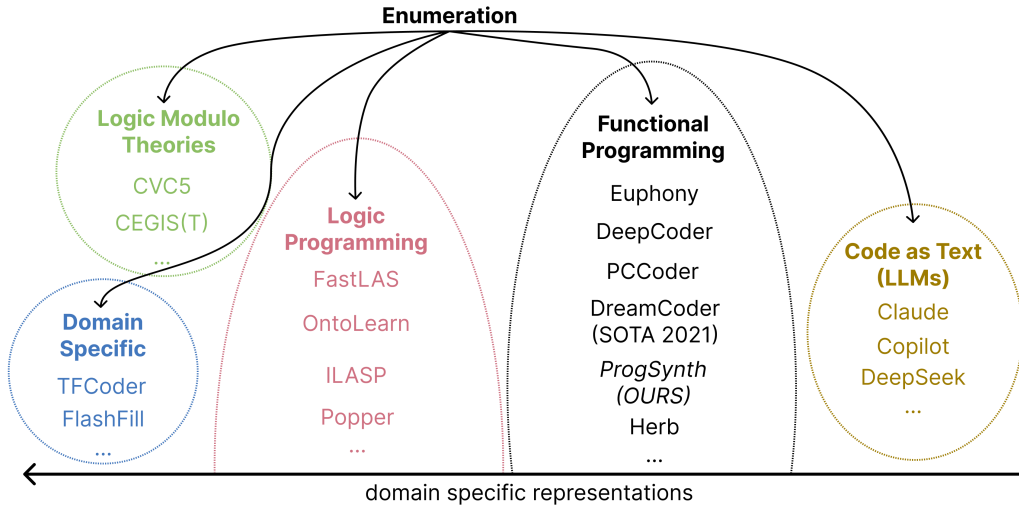 Enumeration
Logic Modulo
Theories
CVC5
CEGIS(T)
...
Domain
Specific
TFCoder
FlashFill
...
Logic
Programming
FastLAS
OntoLearn
ILASP
Popper
...
Functional
Programming
Euphony
DeepCoder
PCCoder
DreamCoder
(SOTA 2021)
ProgSynth
(OURS)
Herb
...
Code as Text
(LLMs)
Claude
Copilot
DeepSeek
...
domain specific representations